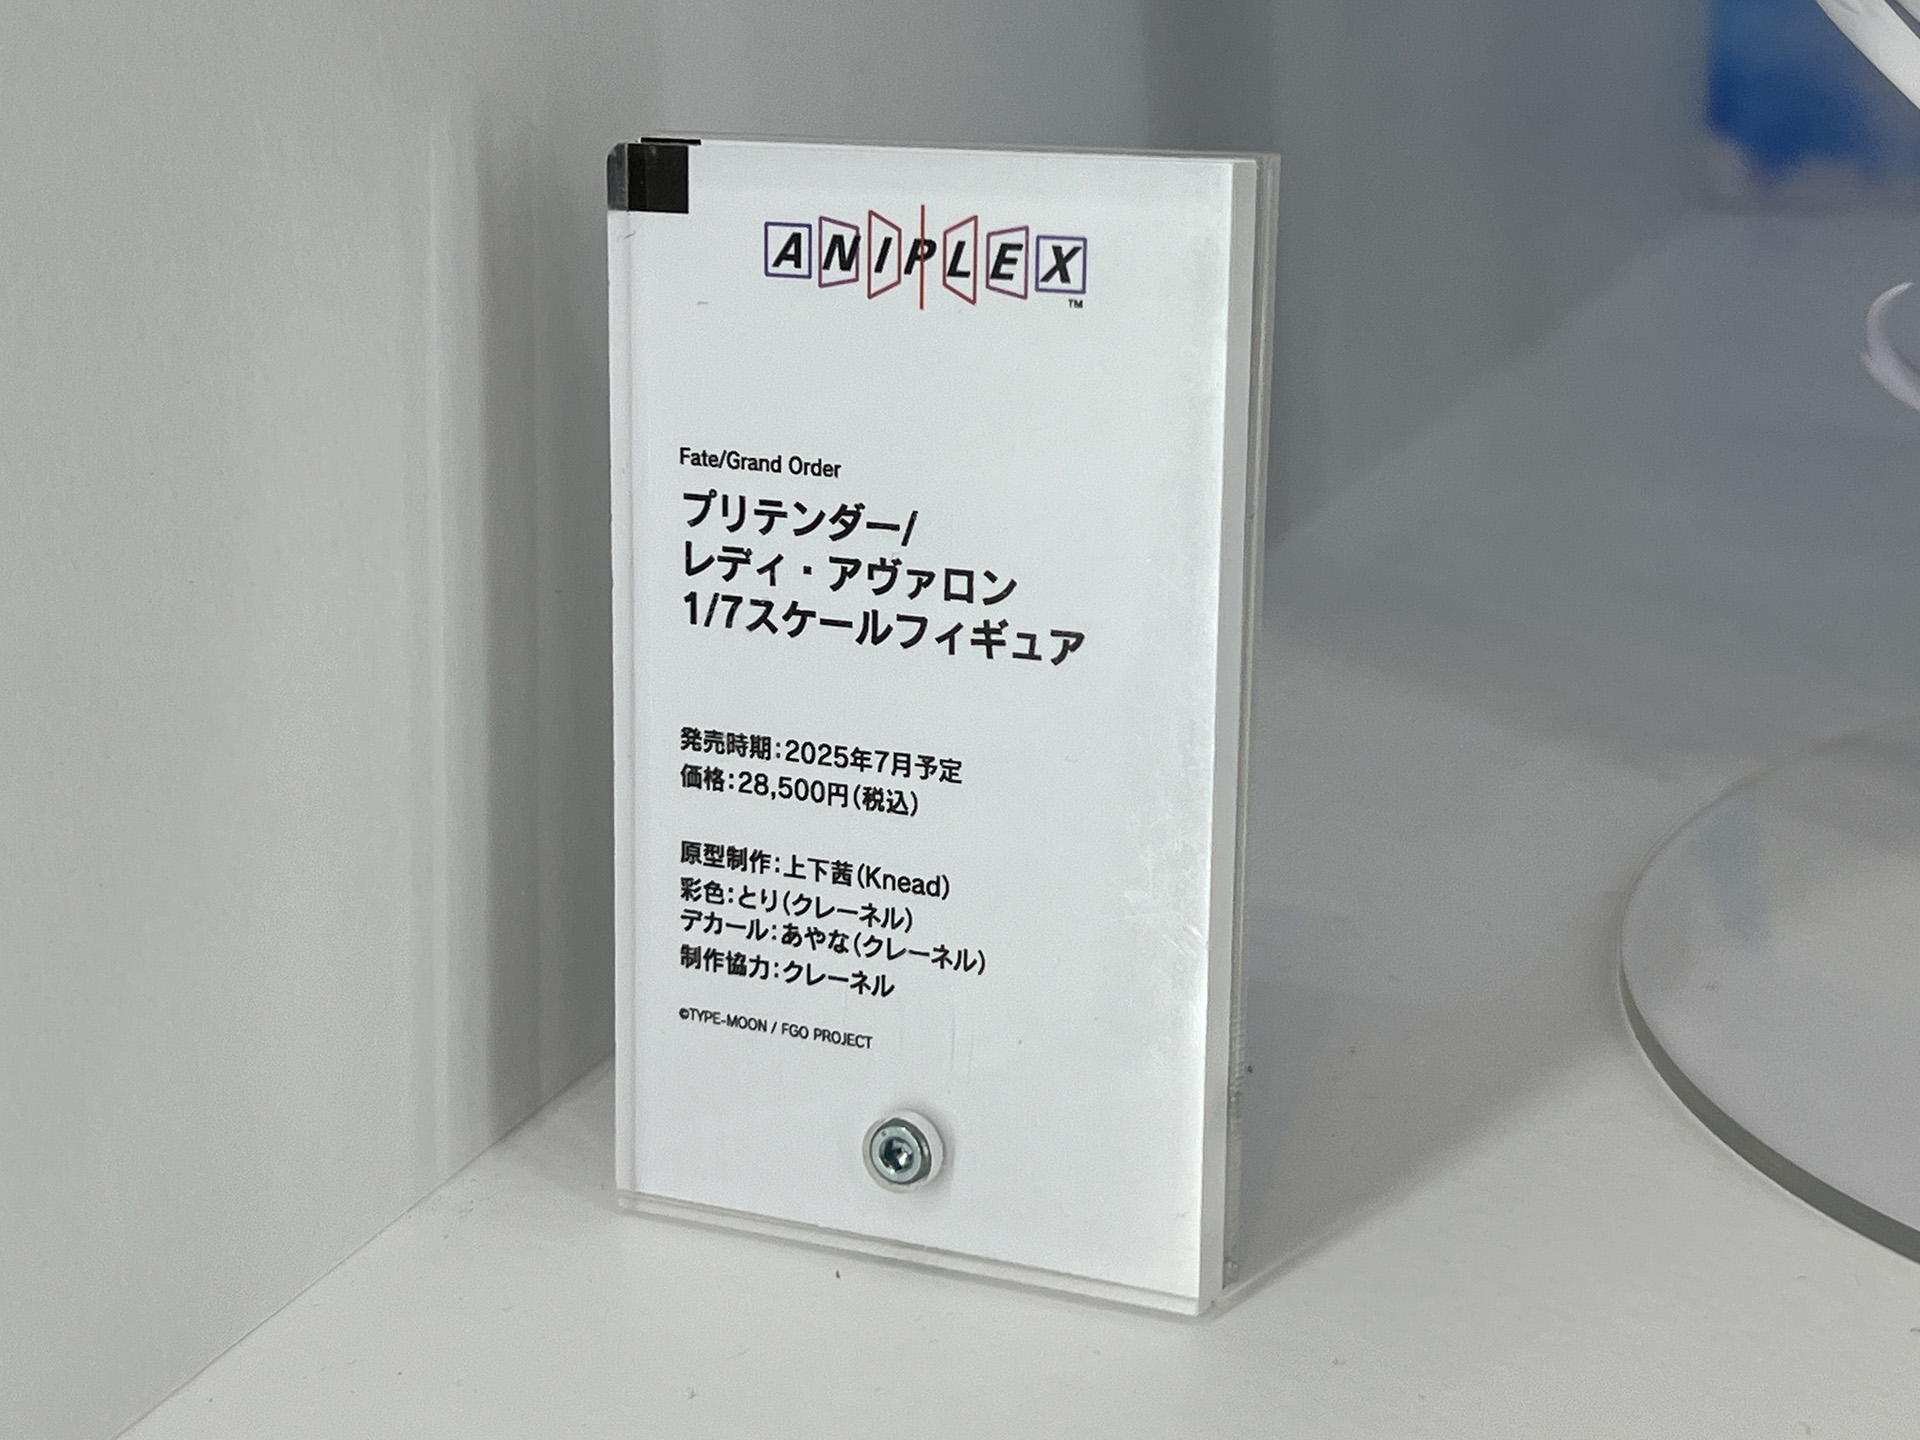 ANIPLEX
TM
Fate/Grand Order
プリテンダー/
レディ・アヴァロン
1/7スケールフィギュア
発売時期：2025年7月予定
価格：28,500円（税込）
原型制作：上下茜（Knead）
彩色：とり（クレーネル）
デカール：あやな（クレーネル）
制作協力：クレーネル
©TYPE-MOON / FGO PROJECT